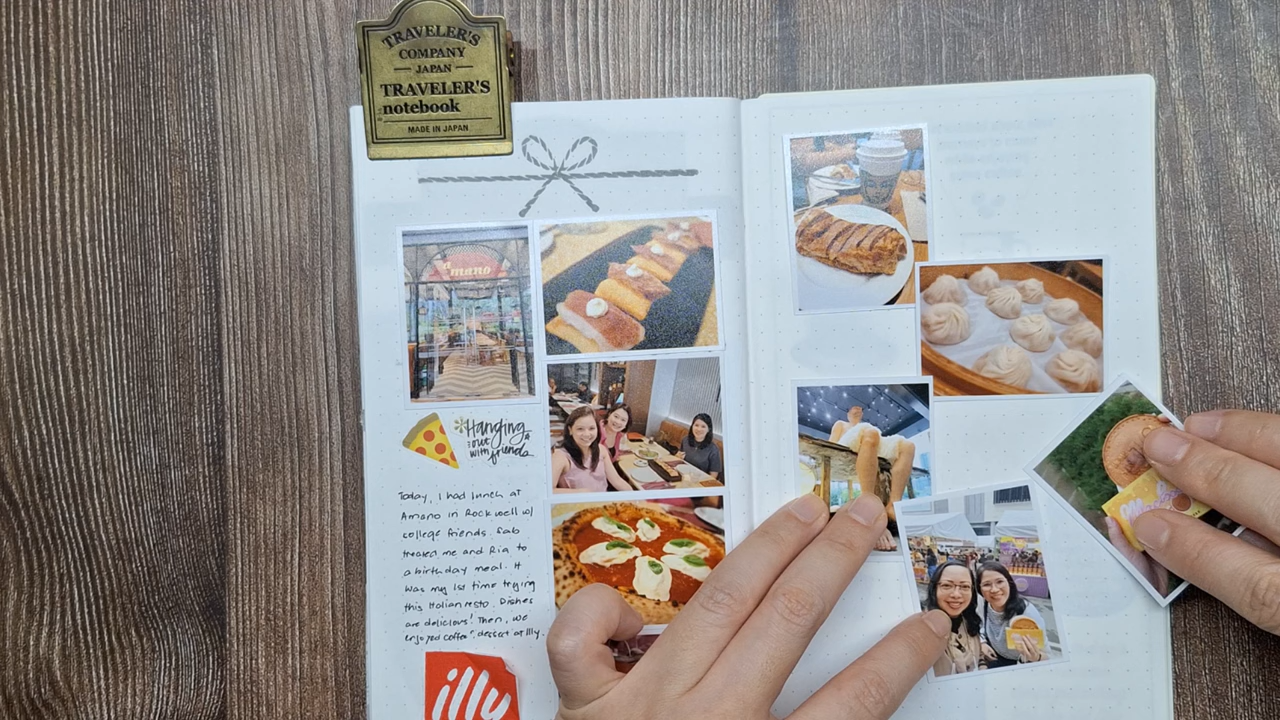 TRAVELER'S
COMPANY
JAPAN
TRAVELER'S
notebook
MADE IN JAPAN
a
mano
*Hanging
out
with friends
Today, I had lunch at
Amano in Rockwell w/
college friends. Gab
treated me and Ria to
a birthday meal. It
was my 1st time trying
this Italian resto. Dishes
are delicious! Then, we
enjoyed coffee + dessert at Illy.
illy